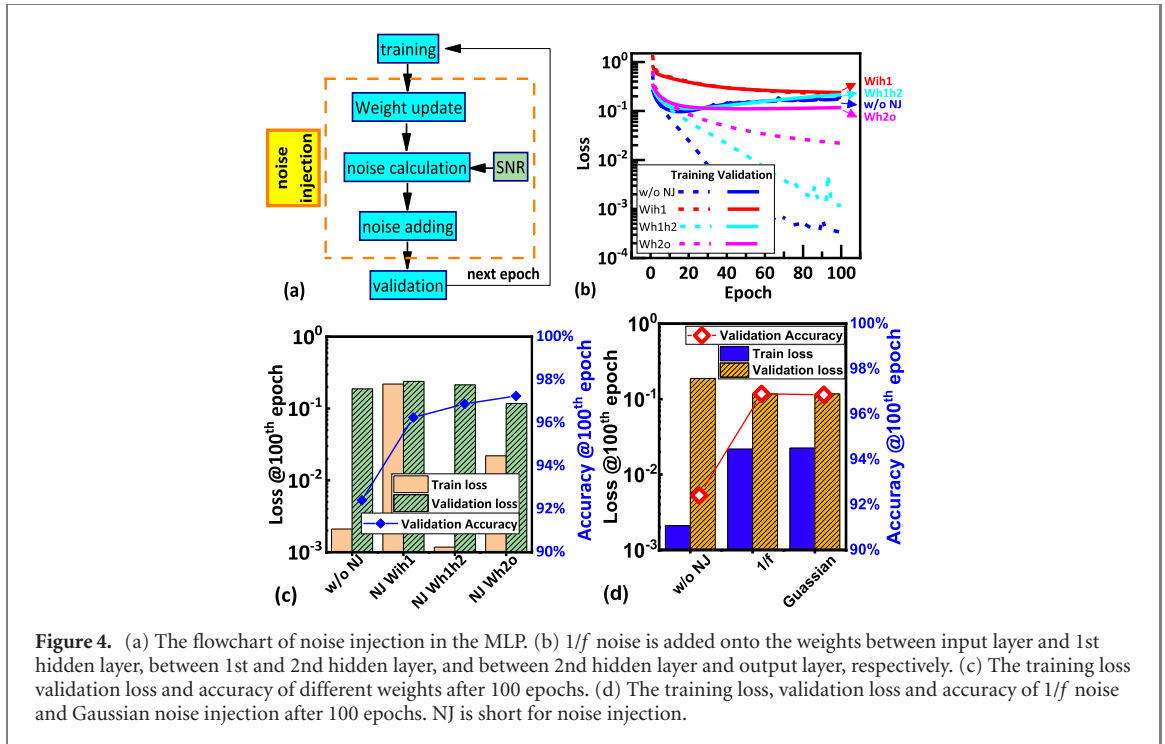 training
Weight update
noise calculation
SNR
noise adding
validation
next epoch
noise
injection
(a)
Loss
10⁰
10⁻¹
10⁻²
10⁻³
10⁻⁴
0 20 40 60 80 100
Epoch
Wih1
Wh1h2
w/o NJ
Wh2o
Training Validation
w/o NJ
Wih1
Wh1h2
Wh2o
(b)
Loss @100ᵗʰ epoch
10⁰
10⁻¹
10⁻²
10⁻³
Train loss
Validation loss
Validation Accuracy
100%
98%
96%
94%
92%
90%
Accuracy @100ᵗʰ epoch
w/o NJ
NJ Wih1
NJ Wh1h2
NJ Wh2o
(c)
Loss @100ᵗʰ epoch
10⁰
10⁻¹
10⁻²
10⁻³
Validation Accuracy
Train loss
Validation loss
100%
98%
96%
94%
92%
90%
Accuracy @100ᵗʰ epoch
w/o NJ
1/f
Guassian
(d)
Figure 4. (a) The flowchart of noise injection in the MLP. (b) 1/f noise is added onto the weights between input layer and 1st
hidden layer, between 1st and 2nd hidden layer, and between 2nd hidden layer and output layer, respectively. (c) The training loss
validation loss and accuracy of different weights after 100 epochs. (d) The training loss, validation loss and accuracy of 1/f noise
and Gaussian noise injection after 100 epochs. NJ is short for noise injection.